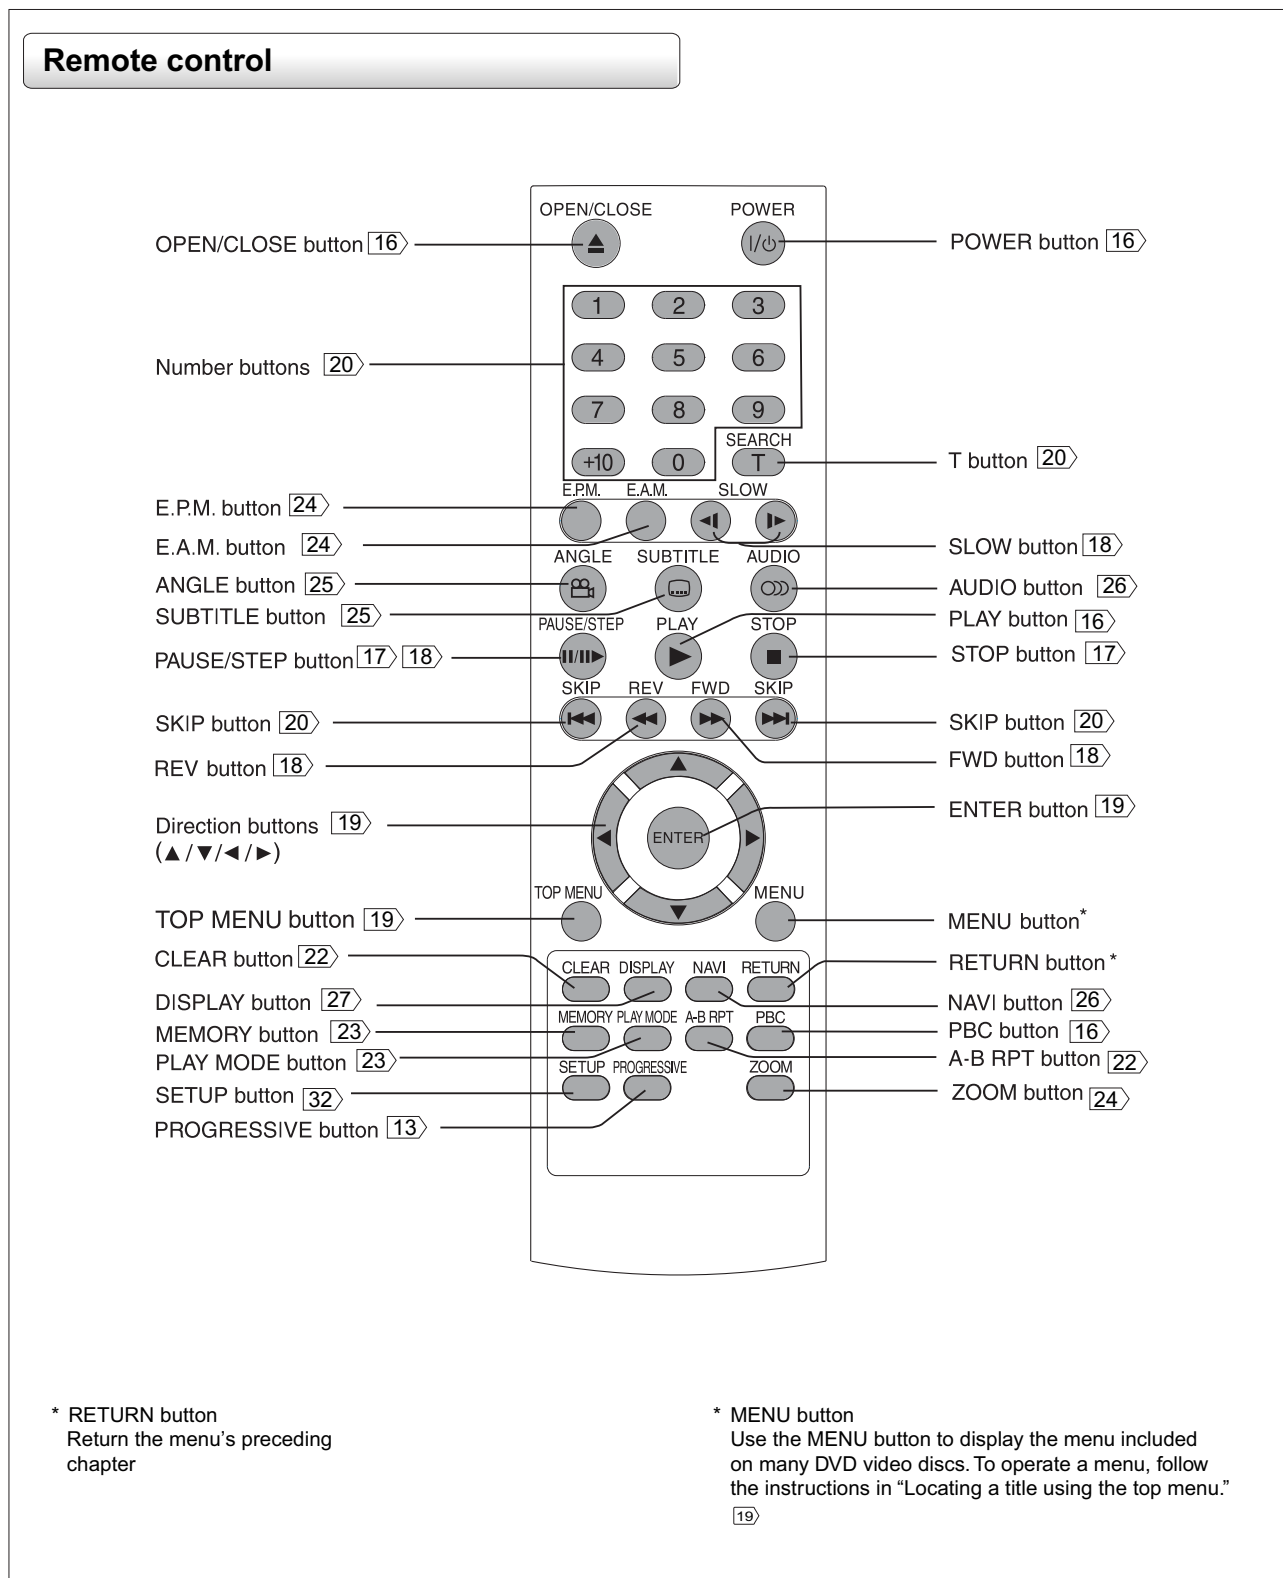 Remote control
OPEN/CLOSE POWER
OPEN/CLOSE button 16
POWER button 16
1 2 3
Number buttons 20
4 5 6
7 8 9
SEARCH
+10 0 T
T button 20
E.P.M. E.A.M. SLOW
E.P.M. button 24
E.A.M. button 24
SLOW button 18
ANGLE SUBTITLE AUDIO
ANGLE button 25
AUDIO button 26
SUBTITLE button 25
PLAY button 16
PAUSE/STEP PLAY STOP
PAUSE/STEP button 17 18
STOP button 17
SKIP REV FWD SKIP
SKIP button 20
SKIP button 20
REV button 18
FWD button 18
ENTER button 19
Direction buttons 19
(▲/▼/◄/►)
ENTER
TOP MENU MENU
TOP MENU button 19
MENU button*
CLEAR button 22
RETURN button*
CLEAR DISPLAY NAVI RETURN
DISPLAY button 27
NAVI button 26
MEMORY PLAY MODE A-B RPT PBC
MEMORY button 23
PBC button 16
PLAY MODE button 23
A-B RPT button 22
SETUP PROGRESSIVE ZOOM
SETUP button 32
ZOOM button 24
PROGRESSIVE button 13
* RETURN button
Return the menu's preceding
chapter
* MENU button
Use the MENU button to display the menu included
on many DVD video discs. To operate a menu, follow
the instructions in “Locating a title using the top menu.”
19